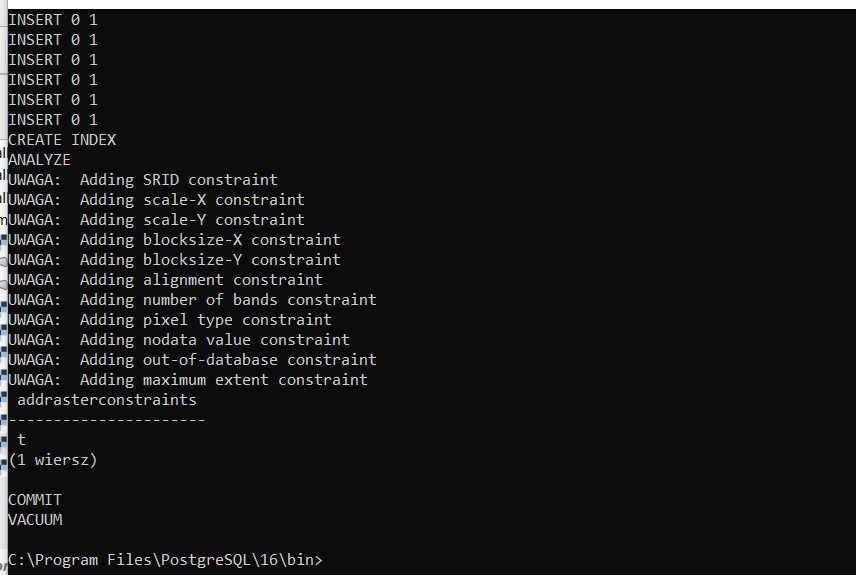 INSERT 0 1
INSERT 0 1
INSERT 0 1
INSERT 0 1
INSERT 0 1
INSERT 0 1
CREATE INDEX
ANALYZE
UWAGA:  Adding SRID constraint
UWAGA:  Adding scale-X constraint
UWAGA:  Adding scale-Y constraint
UWAGA:  Adding blocksize-X constraint
UWAGA:  Adding blocksize-Y constraint
UWAGA:  Adding alignment constraint
UWAGA:  Adding number of bands constraint
UWAGA:  Adding pixel type constraint
UWAGA:  Adding nodata value constraint
UWAGA:  Adding out-of-database constraint
UWAGA:  Adding maximum extent constraint
 addrasterconstraints
----------------------
 t
(1 wiersz)

COMMIT
VACUUM

C:\Program Files\PostgreSQL\16\bin>